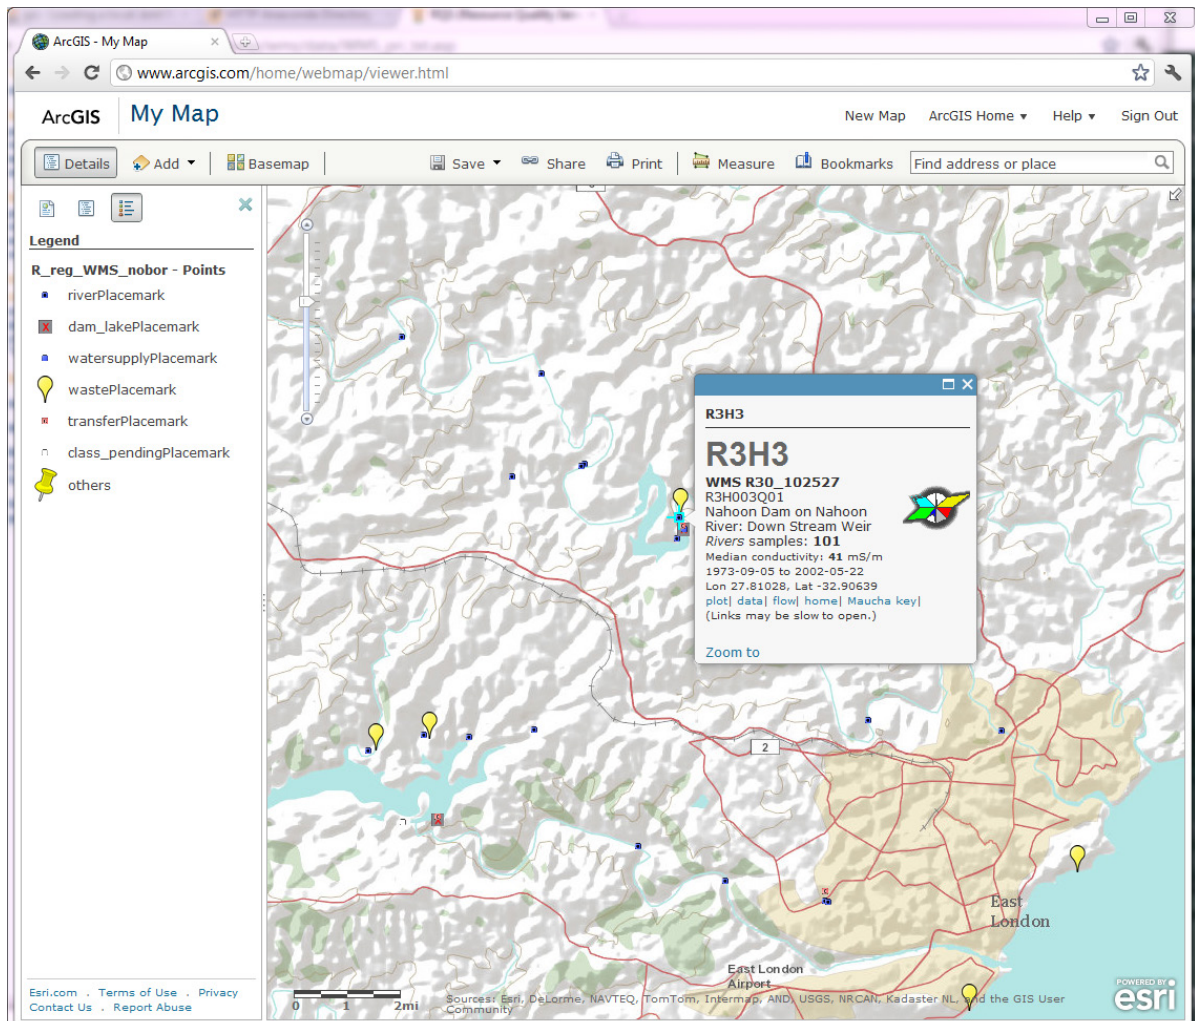 ArcGIS - My Map
www.arcgis.com/home/webmap/viewer.html
ArcGIS My Map New Map ArcGIS Home Help Sign Out
Details Add Basemap Save Share Print Measure Bookmarks Find address or place
Legend
R_reg_WMS_nobor - Points
riverPlacemark
dam_lakePlacemark
watersupplyPlacemark
wastePlacemark
transferPlacemark
class_pendingPlacemark
others
R3H3
R3H3
WMS R30_102527
R3H003Q01
Nahoon Dam on Nahoon
River: Down Stream Weir
Rivers samples: 101
Median conductivity: 41 mS/m
1973-09-05 to 2002-05-22
Lon 27.81028, Lat -32.90639
plot| data| flow| home| Maucha key|
(Links may be slow to open.)
Zoom to
2
East
London
East London
Airport
0 1 2mi
Sources: Esri, DeLorme, NAVTEQ, TomTom, Intermap, AND, USGS, NRCAN, Kadaster NL, and the GIS User
Community
POWERED BY
esri
Esri.com . Terms of Use . Privacy
Contact Us . Report Abuse